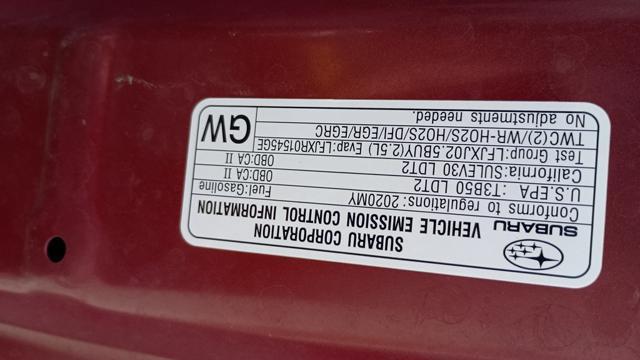 SUBARU CORPORATION
SUBARU VEHICLE EMISSION CONTROL INFORMATION
Conforms to regulations: 2020MY Fuel:Gasoline
U.S.EPA : T3B50 LDT2 OBD:CA II
California:SULEV30 LDT2 OBD:CA II
Test Group:LFJXJ02.5BUY(2.5L) Evap:LFJXR01545GE
TWC(2)/WR-HO2S/HO2S/DFI/EGR/EGRC
No adjustments needed.
GW